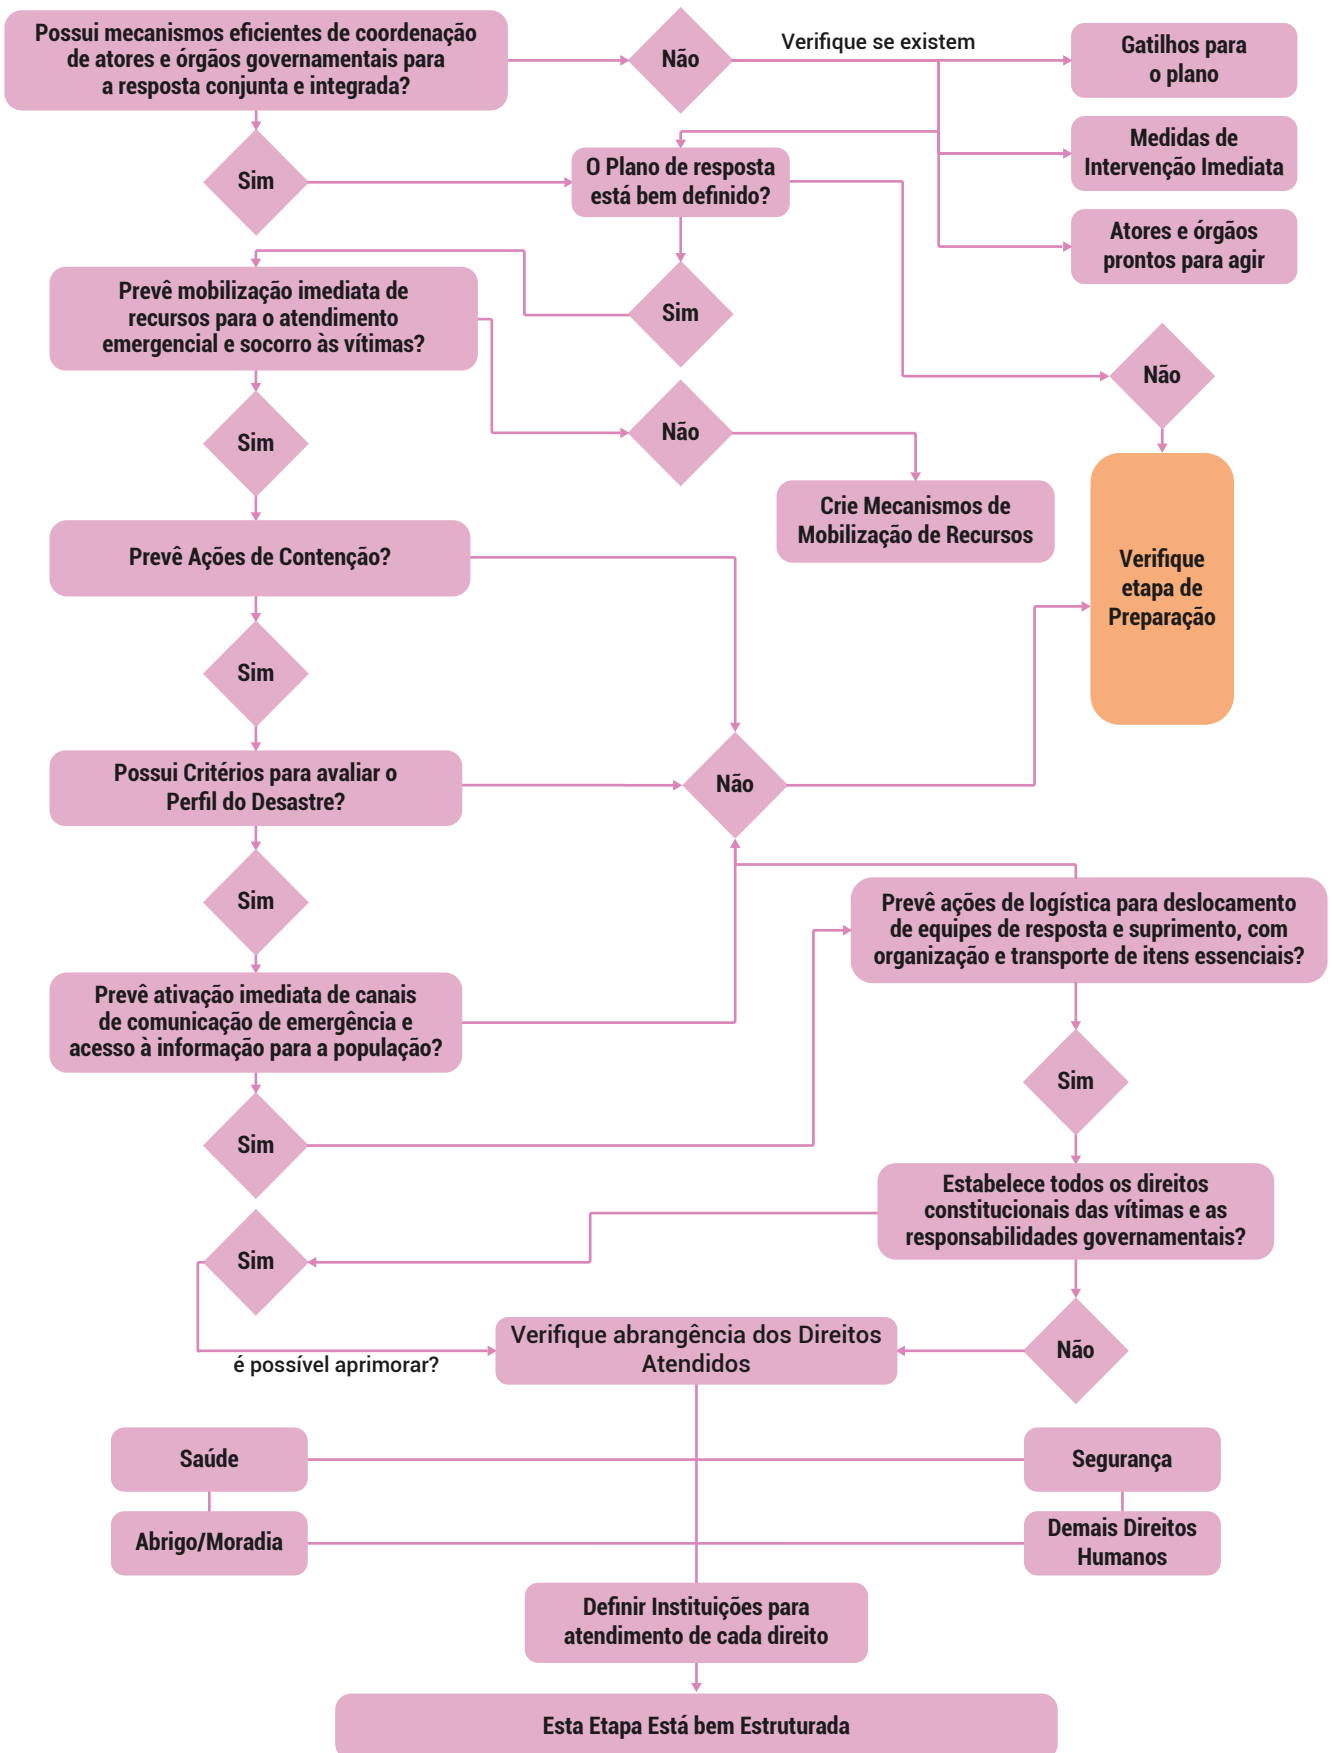 Possui mecanismos eficientes de coordenação
de atores e órgãos governamentais para
a resposta conjunta e integrada?
Não
Verifique se existem
Gatilhos para
o plano
Medidas de
Intervenção Imediata
Atores e órgãos
prontos para agir
Sim
O Plano de resposta
está bem definido?
Sim
Não
Prevê mobilização imediata de
recursos para o atendimento
emergencial e socorro às vítimas?
Sim
Não
Crie Mecanismos de
Mobilização de Recursos
Verifique
etapa de
Preparação
Prevê Ações de Contenção?
Sim
Possui Critérios para avaliar o
Perfil do Desastre?
Não
Sim
Prevê ações de logística para deslocamento
de equipes de resposta e suprimento, com
organização e transporte de itens essenciais?
Prevê ativação imediata de canais
de comunicação de emergência e
acesso à informação para a população?
Sim
Sim
Estabelece todos os direitos
constitucionais das vítimas e as
responsabilidades governamentais?
Sim
Não
é possível aprimorar?
Verifique abrangência dos Direitos
Atendidos
Saúde
Segurança
Abrigo/Moradia
Demais Direitos
Humanos
Definir Instituições para
atendimento de cada direito
Esta Etapa Está bem Estruturada